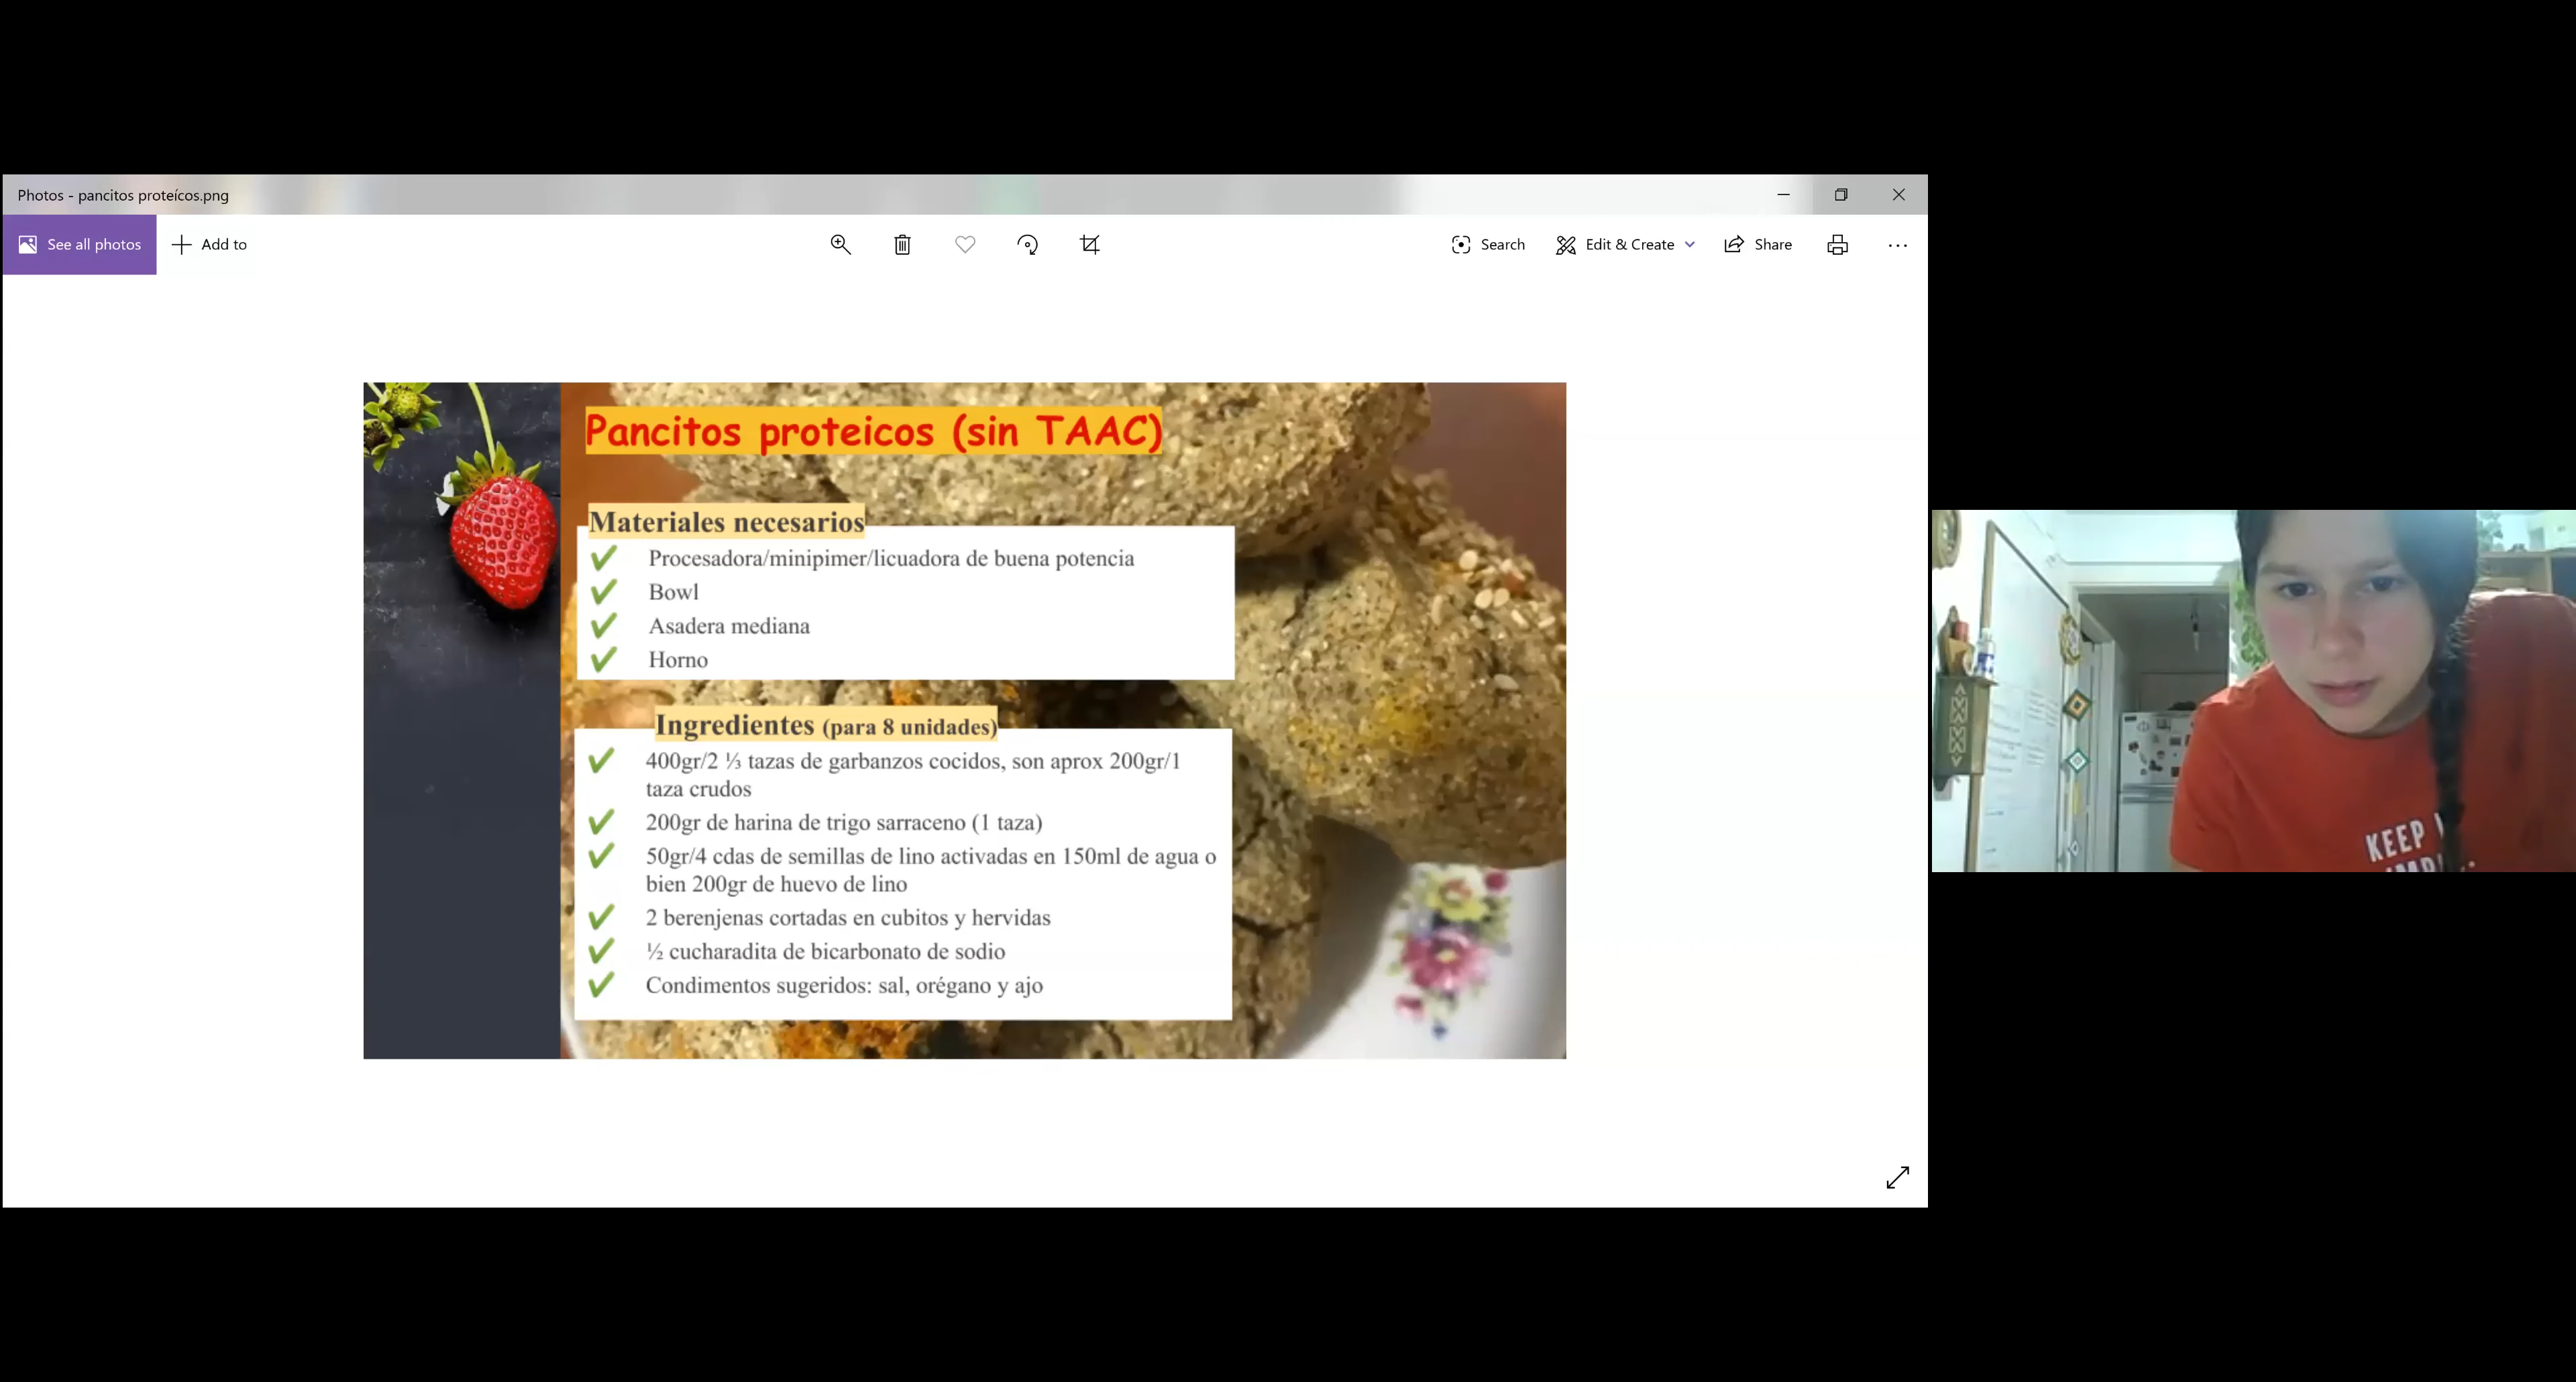 Photos - pancitos proteícos.png
See all photos
Add to
Search
Edit & Create
Share
Pancitos proteicos (sin TAAC)
Materiales necesarios
Procesadora/minipimer/licuadora de buena potencia
Bowl
Asadera mediana
Horno
Ingredientes (para 8 unidades)
400gr/2 ⅓ tazas de garbanzos cocidos, son aprox 200gr/1
taza crudos
200gr de harina de trigo sarraceno (1 taza)
50gr/4 cdas de semillas de lino activadas en 150ml de agua o
bien 200gr de huevo de lino
2 berenjenas cortadas en cubitos y hervidas
½ cucharadita de bicarbonato de sodio
Condimentos sugeridos: sal, orégano y ajo
KEEP